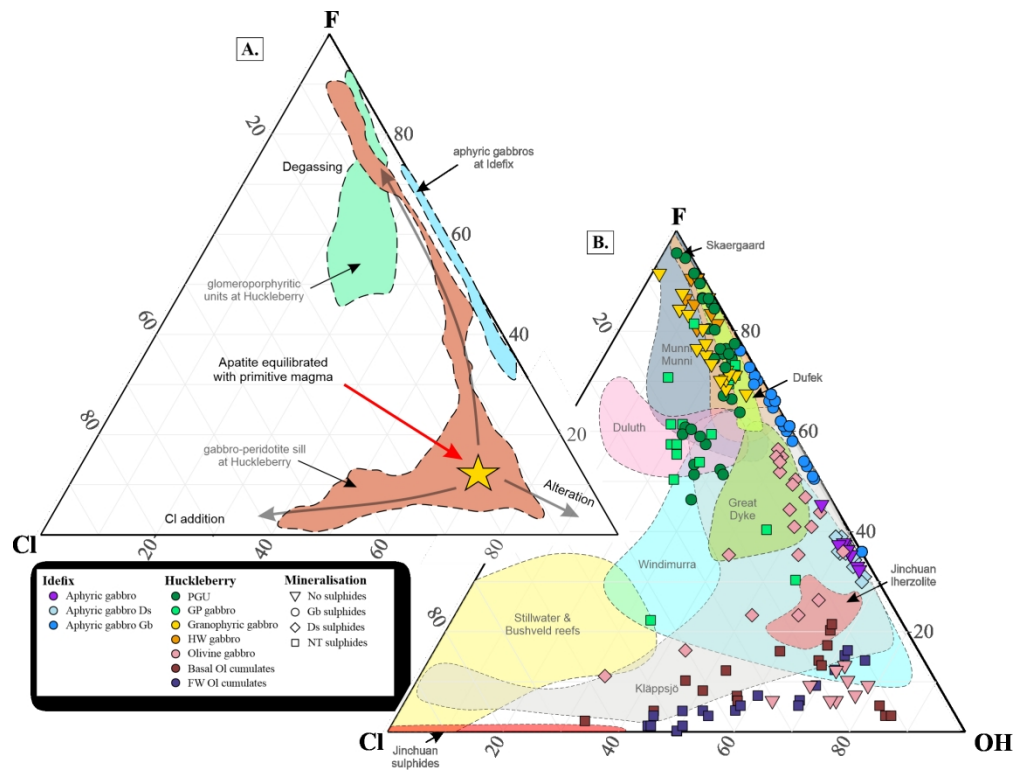 F
A.
20
80
Degassing
aphyric gabbros
at Idefix
60
glomeroporphyritic
units at Huckleberry
60
40
Apatite equilibrated
with primitive magma
80
20
gabbro-peridotite sill
at Huckleberry
Alteration
Cl addition
Cl
20
40
60
80
F
B.
Skaergaard
20
80
Munni
Munni
Dufek
40
Duluth
60
Great
Dyke
60
40
Windimurra
Jinchuan
lherzolite
Stillwater &
Bushveld reefs
80
20
Kläppsjö
Cl
OH
20
40
60
80
Jinchuan
sulphides
Idefix
Aphyric gabbro
Aphyric gabbro Ds
Aphyric gabbro Gb
Huckleberry
PGU
GP gabbro
Granophyric gabbro
HW gabbro
Olivine gabbro
Basal Ol cumulates
FW Ol cumulates
Mineralisation
No sulphides
Gb sulphides
Ds sulphides
NT sulphides